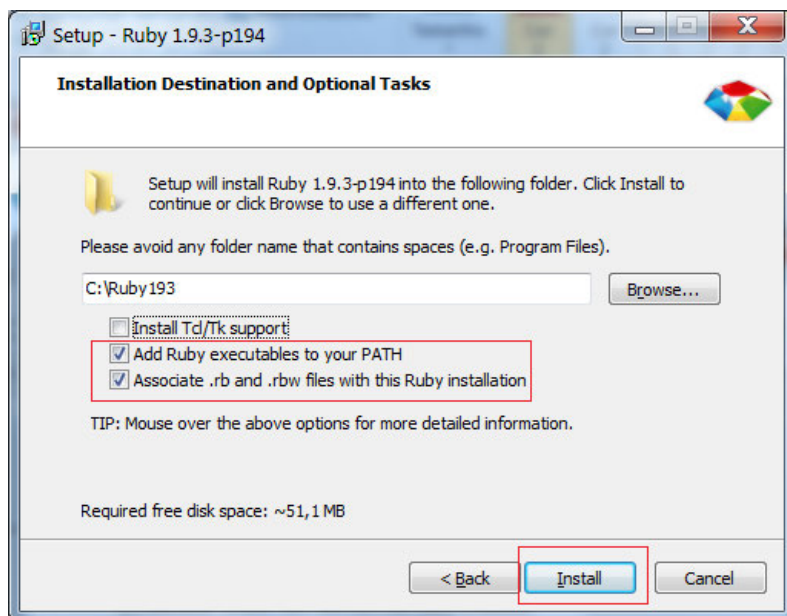 Setup - Ruby 1.9.3-p194
Installation Destination and Optional Tasks
Setup will install Ruby 1.9.3-p194 into the following folder. Click Install to
continue or click Browse to use a different one.
Please avoid any folder name that contains spaces (e.g. Program Files).
C:\Ruby193
Browse...
Install Tcl/Tk support
Add Ruby executables to your PATH
Associate .rb and .rbw files with this Ruby installation
TIP: Mouse over the above options for more detailed information.
Required free disk space: ~51,1 MB
< Back Install Cancel